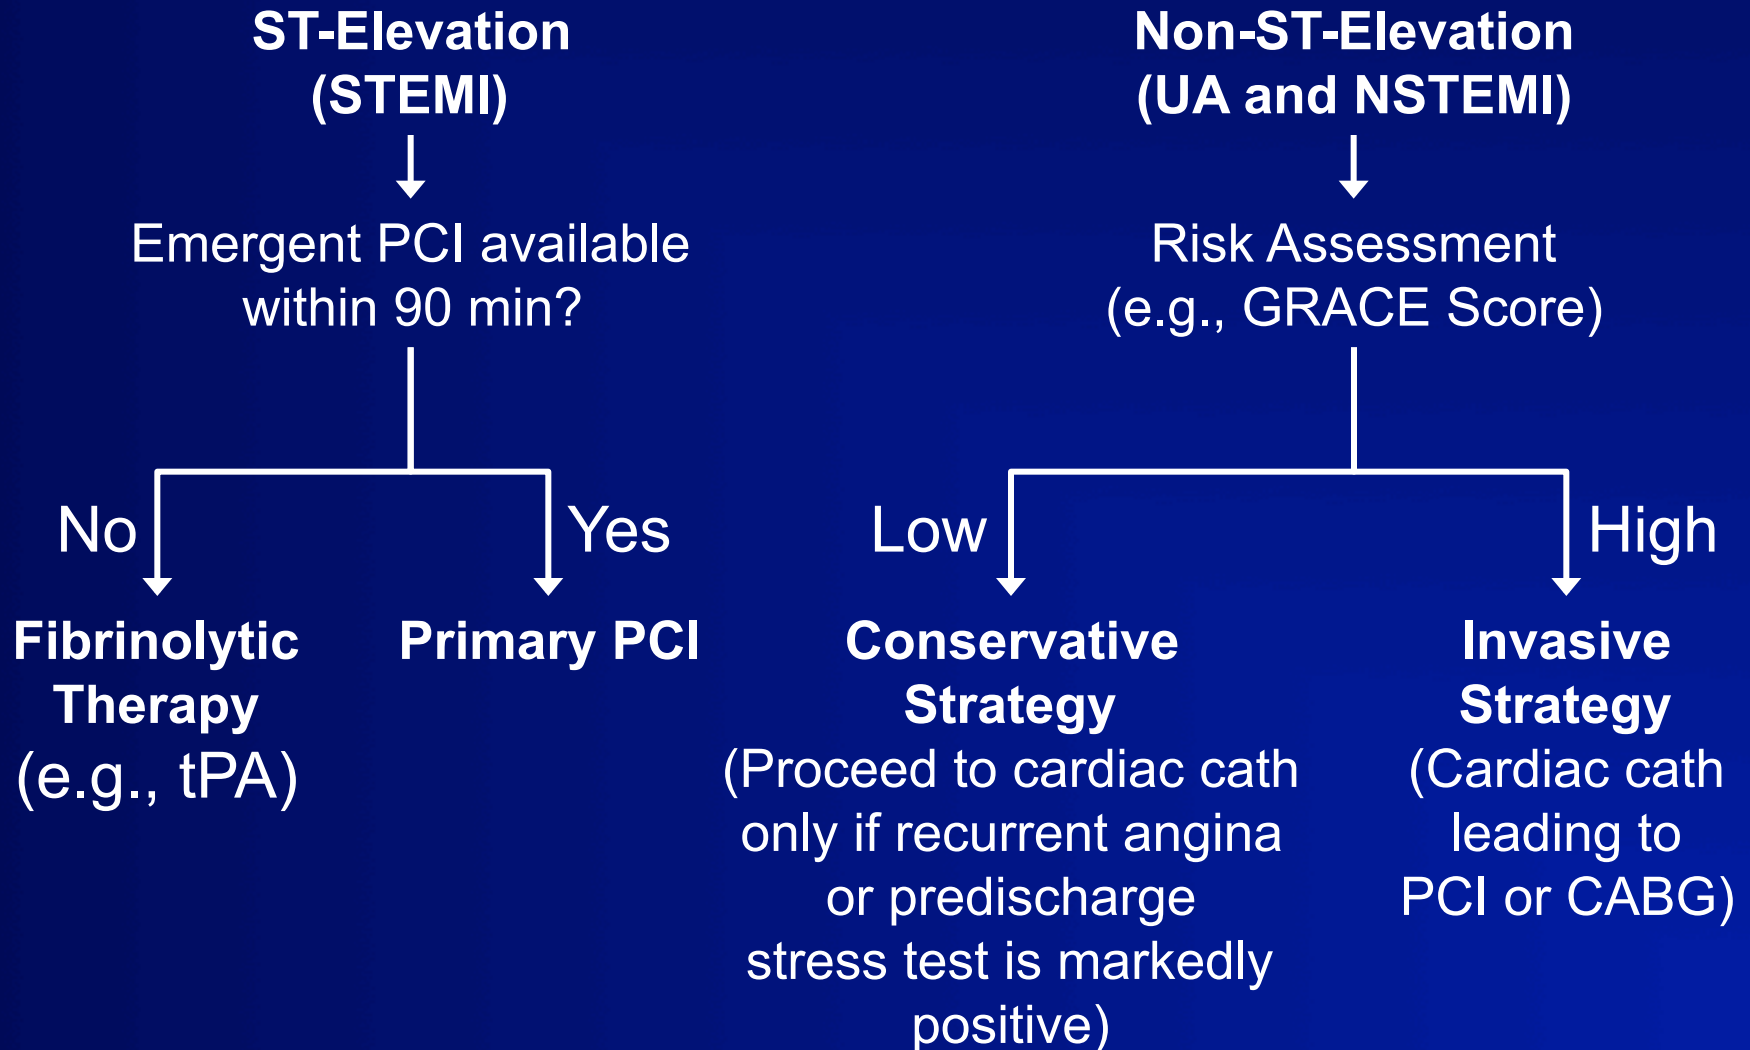 ST-Elevation
(STEMI)
Emergent PCI available
within 90 min?
No
Yes
Fibrinolytic
Therapy
(e.g., tPA)
Primary PCI
Non-ST-Elevation
(UA and NSTEMI)
Risk Assessment
(e.g., GRACE Score)
Low
High
Conservative
Strategy
(Proceed to cardiac cath
only if recurrent angina
or predischarge
stress test is markedly
positive)
Invasive
Strategy
(Cardiac cath
leading to
PCI or CABG)